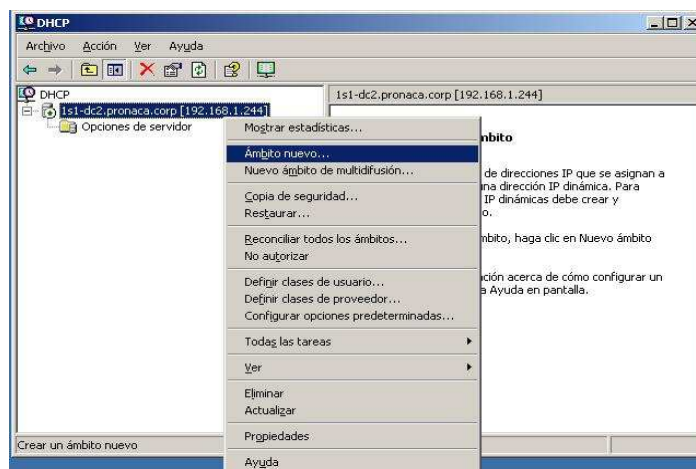 DHCP
Archivo Acción Ver Ayuda
DHCP
1s1-dc2.pronaca.corp [192.168.1.244]
Opciones de servidor
1s1-dc2.pronaca.corp [192.168.1.244]
Mostrar estadísticas...
Ámbito nuevo...
Nuevo ámbito de multidifusión...
Copia de seguridad...
Restaurar...
Reconciliar todos los ámbitos...
No autorizar
Definir clases de usuario...
Definir clases de proveedor...
Configurar opciones predeterminadas...
Todas las tareas
Ver
Eliminar
Actualizar
Propiedades
Ayuda
mbito
de direcciones IP que se asignan a
na dirección IP dinámica. Para
IP dinámicas debe crear y
o.
mbito, haga clic en Nuevo ámbito
ción acerca de cómo configurar un
a Ayuda en pantalla.
Crear un ámbito nuevo